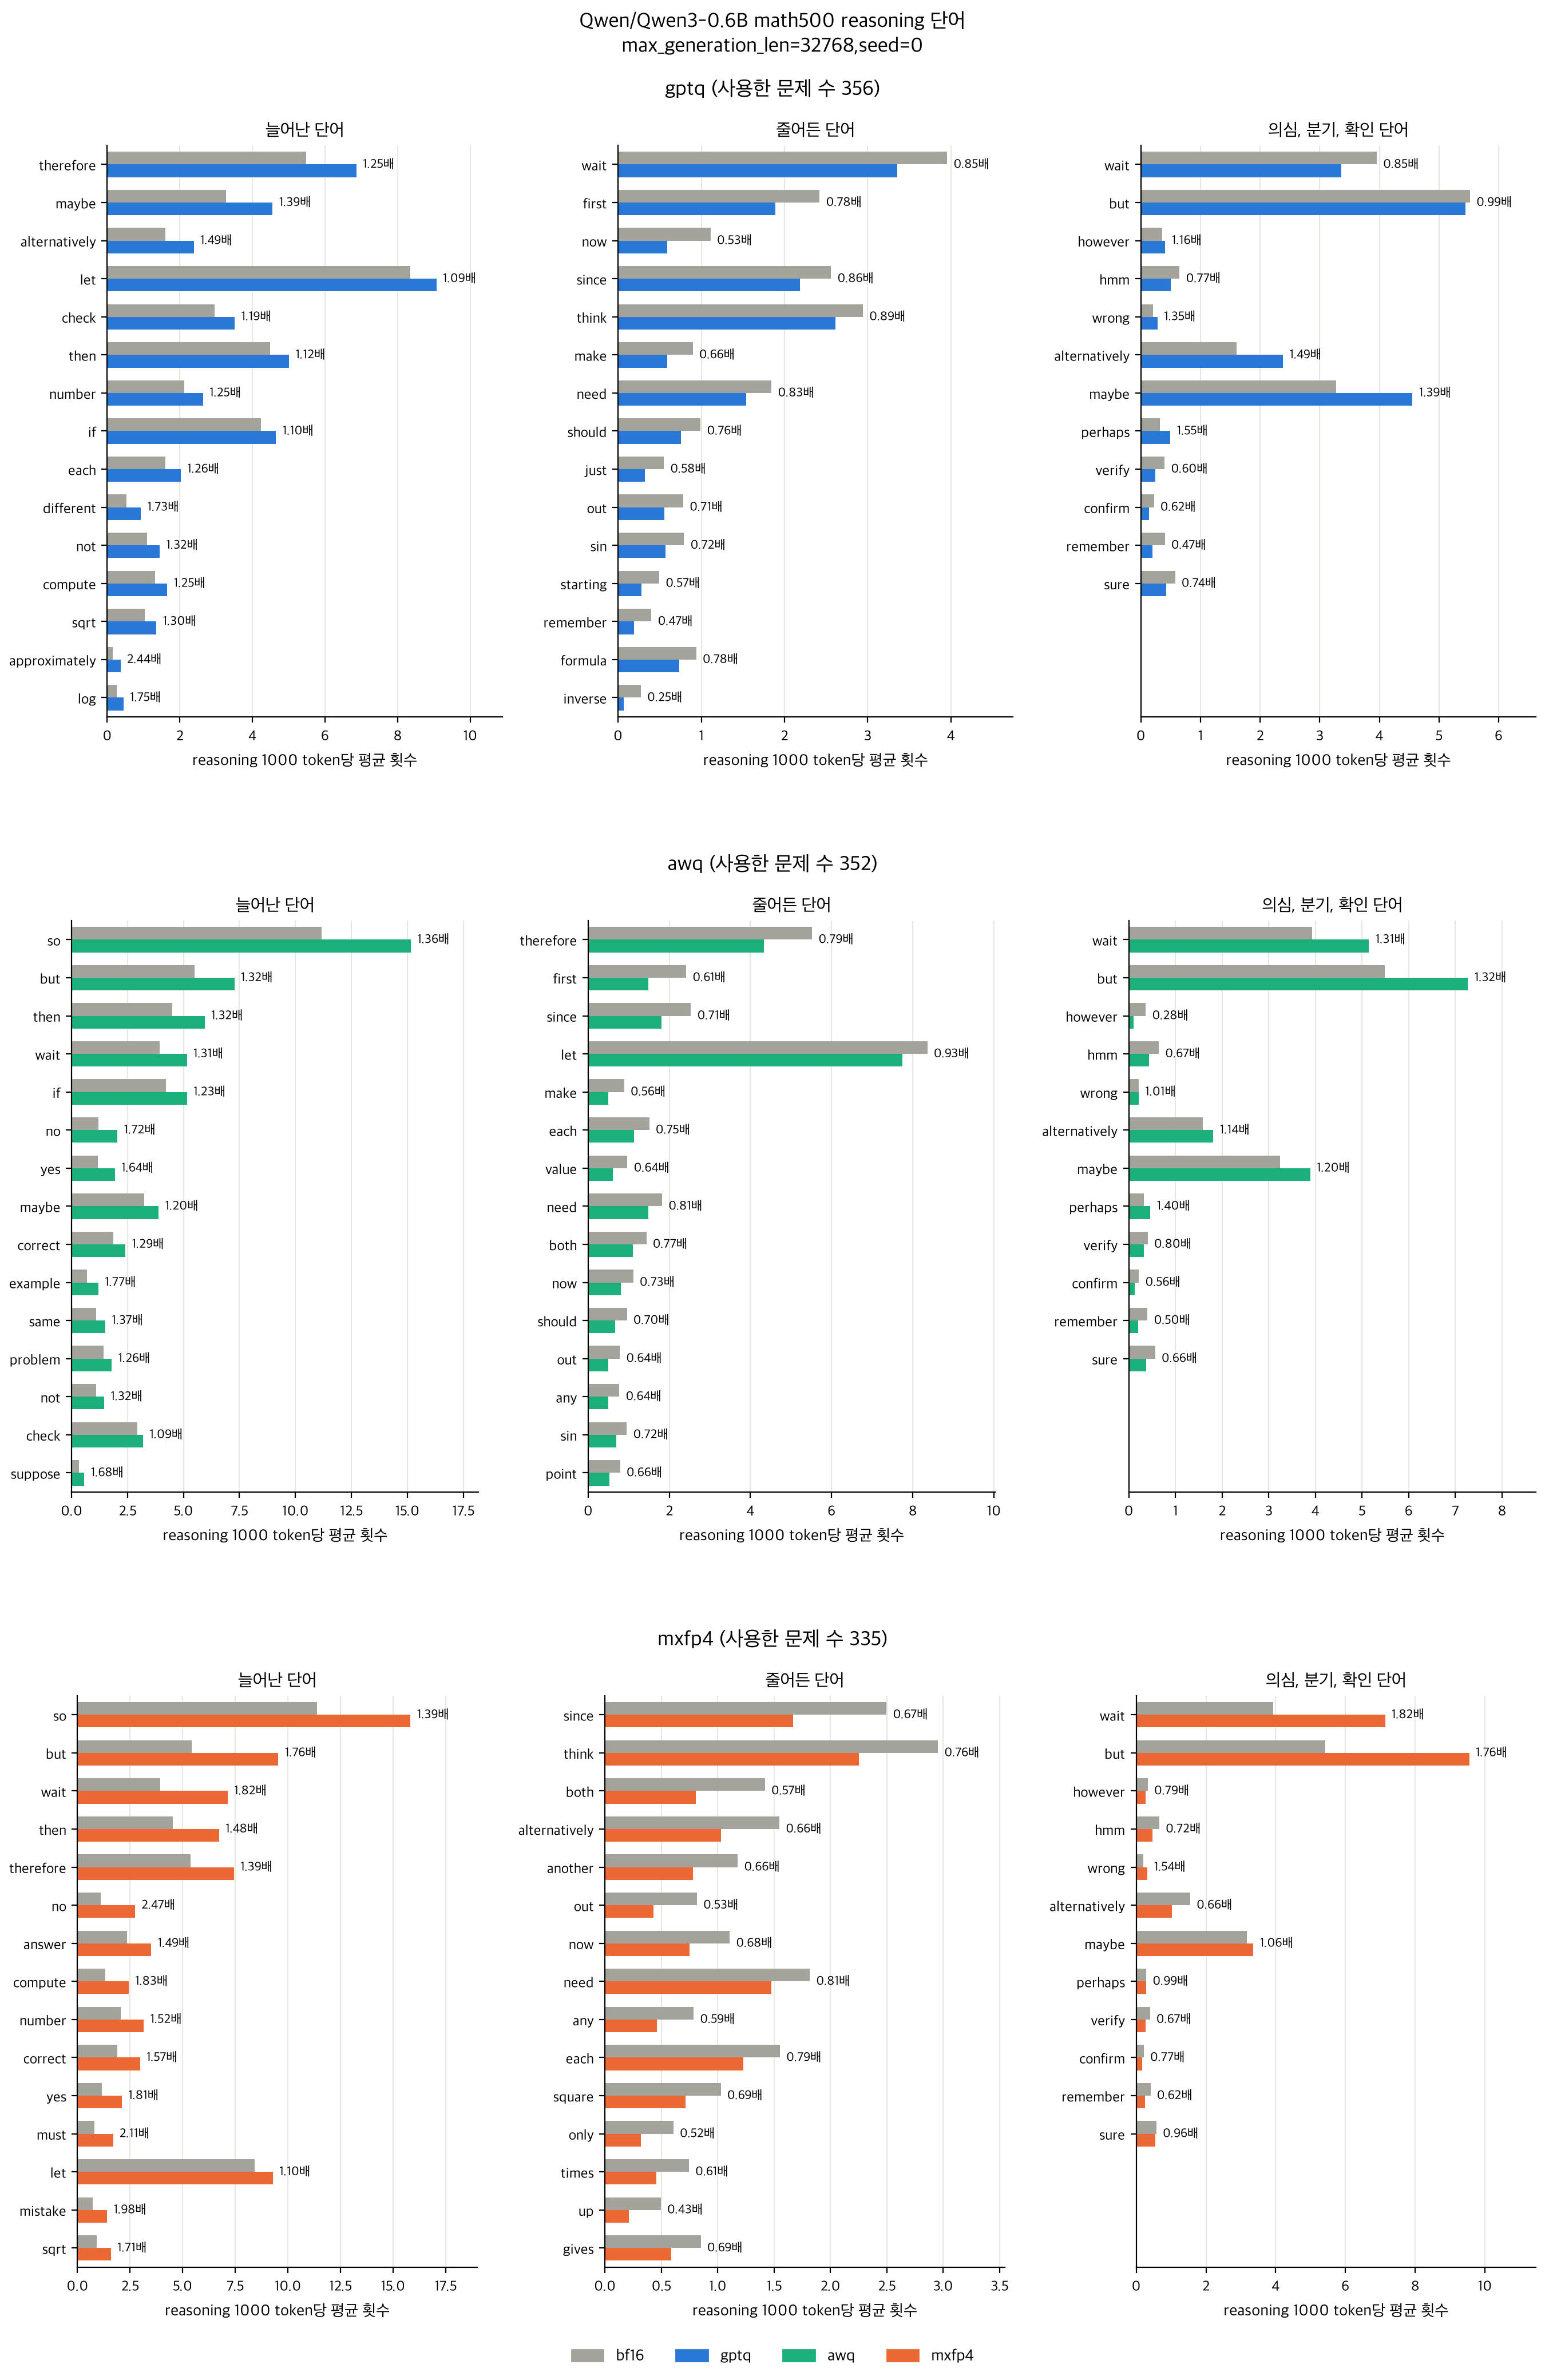 Qwen/Qwen3-0.6B math500 reasoning 단어
max_generation_len=32768,seed=0
gptq (사용한 문제 수 356)
늘어난 단어
therefore 1.25배
maybe 1.39배
alternatively 1.49배
let 1.09배
check 1.19배
then 1.12배
number 1.25배
if 1.10배
each 1.26배
different 1.73배
not 1.32배
compute 1.25배
sqrt 1.30배
approximately 2.44배
log 1.75배
0 2 4 6 8 10
reasoning 1000 token당 평균 횟수
줄어든 단어
wait 0.85배
first 0.78배
now 0.53배
since 0.86배
think 0.89배
make 0.66배
need 0.83배
should 0.76배
just 0.58배
out 0.71배
sin 0.72배
starting 0.57배
remember 0.47배
formula 0.78배
inverse 0.25배
0 1 2 3 4
reasoning 1000 token당 평균 횟수
의심, 분기, 확인 단어
wait 0.85배
but 0.99배
however 1.16배
hmm 0.77배
wrong 1.35배
alternatively 1.49배
maybe 1.39배
perhaps 1.55배
verify 0.60배
confirm 0.62배
remember 0.47배
sure 0.74배
0 1 2 3 4 5 6
reasoning 1000 token당 평균 횟수
awq (사용한 문제 수 352)
늘어난 단어
so 1.36배
but 1.32배
then 1.32배
wait 1.31배
if 1.23배
no 1.72배
yes 1.64배
maybe 1.20배
correct 1.29배
example 1.77배
same 1.37배
problem 1.26배
not 1.32배
check 1.09배
suppose 1.68배
0.0 2.5 5.0 7.5 10.0 12.5 15.0 17.5
reasoning 1000 token당 평균 횟수
줄어든 단어
therefore 0.79배
first 0.61배
since 0.71배
let 0.93배
make 0.56배
each 0.75배
value 0.64배
need 0.81배
both 0.77배
now 0.73배
should 0.70배
out 0.64배
any 0.64배
sin 0.72배
point 0.66배
0 2 4 6 8 10
reasoning 1000 token당 평균 횟수
의심, 분기, 확인 단어
wait 1.31배
but 1.32배
however 0.28배
hmm 0.67배
wrong 1.01배
alternatively 1.14배
maybe 1.20배
perhaps 1.40배
verify 0.80배
confirm 0.56배
remember 0.50배
sure 0.66배
0 1 2 3 4 5 6 7 8
reasoning 1000 token당 평균 횟수
mxfp4 (사용한 문제 수 335)
늘어난 단어
so 1.39배
but 1.76배
wait 1.82배
then 1.48배
therefore 1.39배
no 2.47배
answer 1.49배
compute 1.83배
number 1.52배
correct 1.57배
yes 1.81배
must 2.11배
let 1.10배
mistake 1.98배
sqrt 1.71배
0.0 2.5 5.0 7.5 10.0 12.5 15.0 17.5
reasoning 1000 token당 평균 횟수
줄어든 단어
since 0.67배
think 0.76배
both 0.57배
alternatively 0.66배
another 0.66배
out 0.53배
now 0.68배
need 0.81배
any 0.59배
each 0.79배
square 0.69배
only 0.52배
times 0.61배
up 0.43배
gives 0.69배
0.0 0.5 1.0 1.5 2.0 2.5 3.0 3.5
reasoning 1000 token당 평균 횟수
의심, 분기, 확인 단어
wait 1.82배
but 1.76배
however 0.79배
hmm 0.72배
wrong 1.54배
alternatively 0.66배
maybe 1.06배
perhaps 0.99배
verify 0.67배
confirm 0.77배
remember 0.62배
sure 0.96배
0 2 4 6 8 10
reasoning 1000 token당 평균 횟수
bf16 gptq awq mxfp4